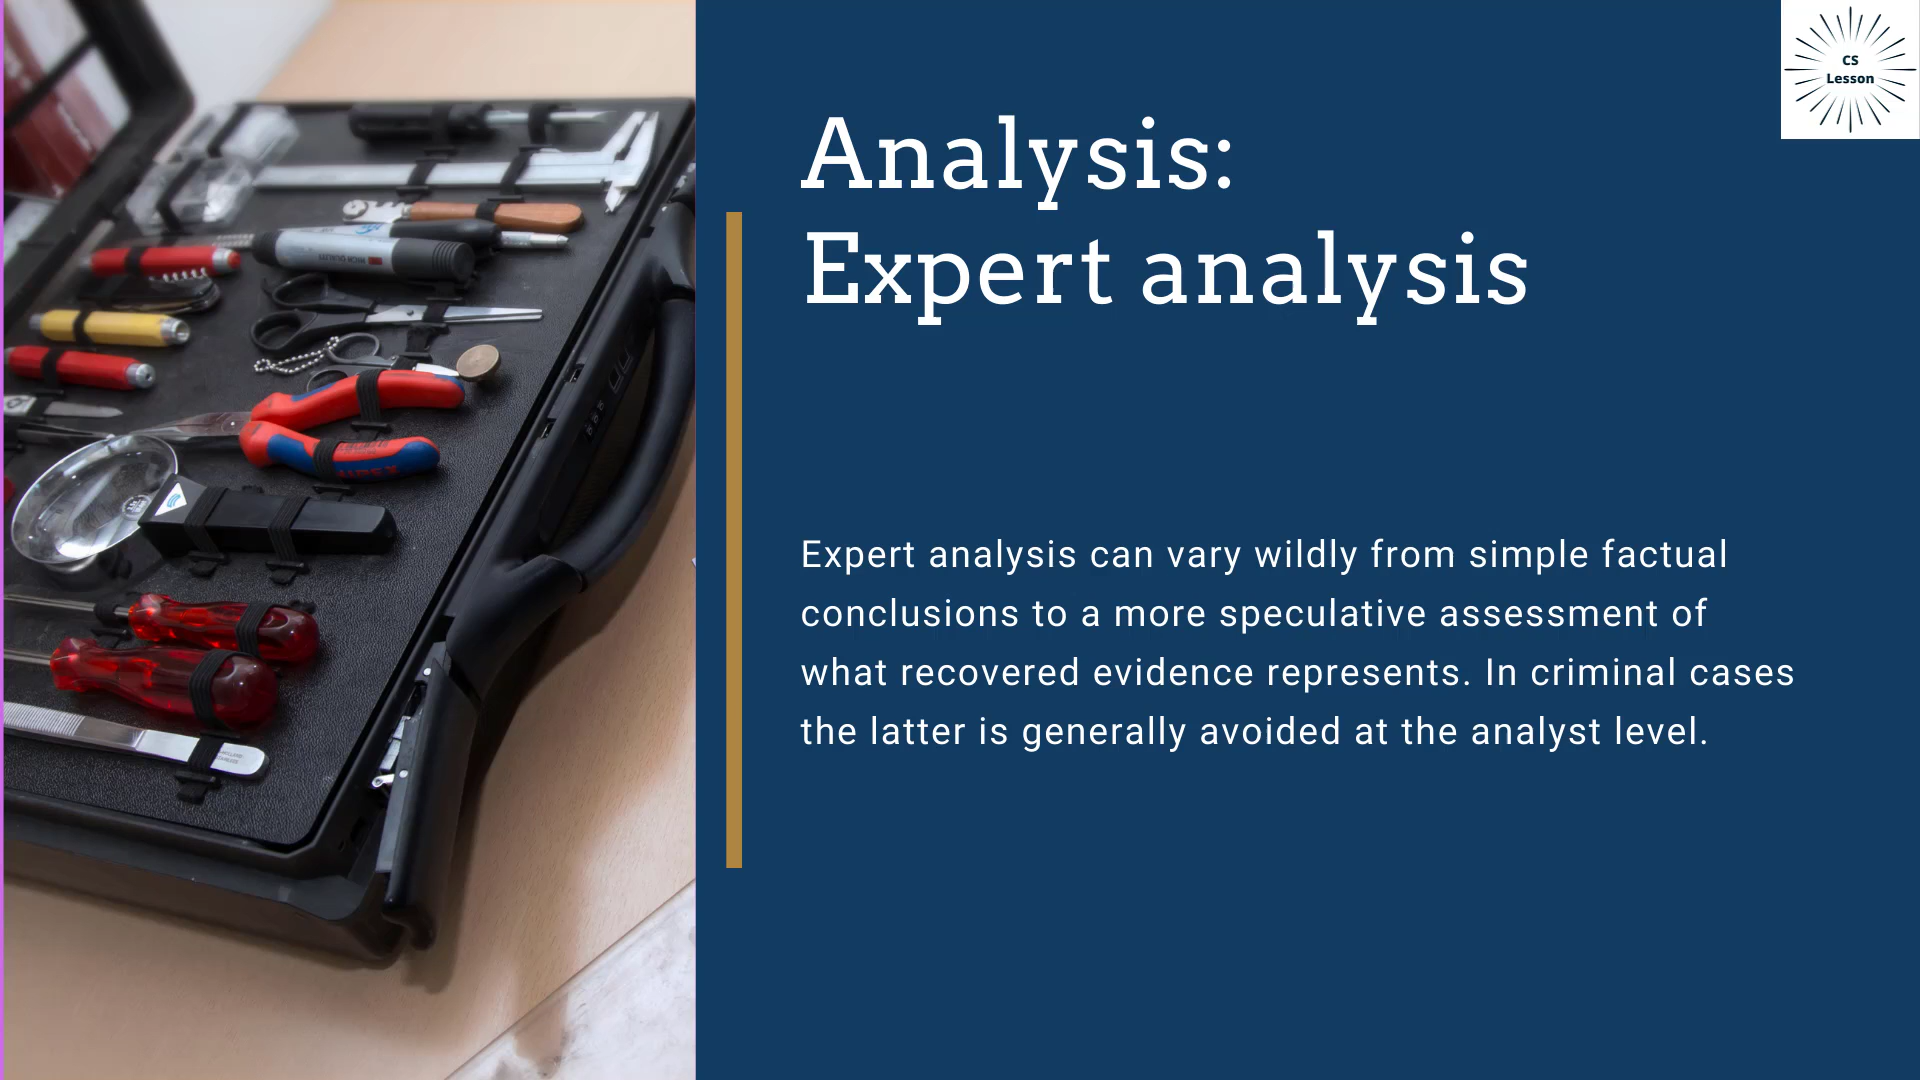 CS
Lesson
Analysis:
Expert analysis
Expert analysis can vary wildly from simple factual
conclusions to a more speculative assessment of
what recovered evidence represents. In criminal cases
the latter is generally avoided at the analyst level.